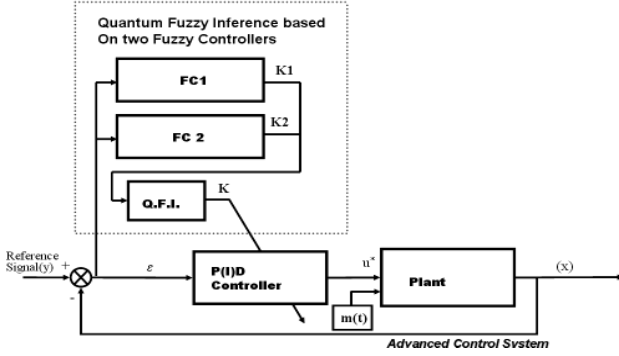 Quantum Fuzzy Inference based
On two Fuzzy Controllers
FC1
K1
FC 2
K2
Q.F.I.
K
Reference
Signal(y)
+
-
ε
P(I)D
Controller
u*
Plant
(x)
m(t)
Advanced Control System